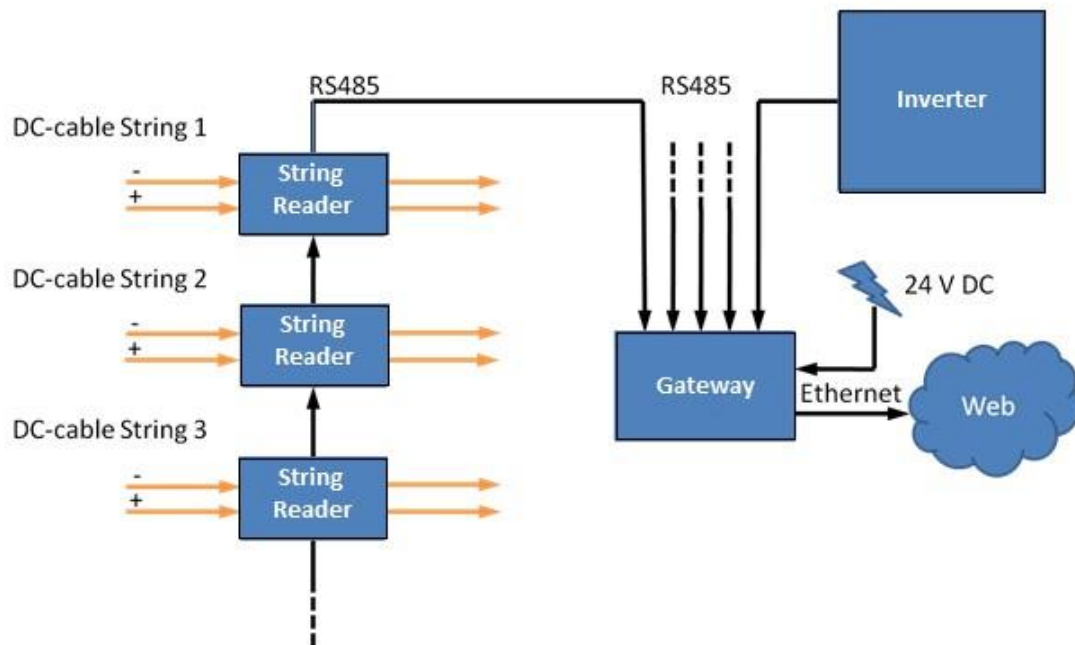 RS485
RS485
Inverter
DC-cable String 1
-
+
String
Reader
DC-cable String 2
-
+
String
Reader
24 V DC
Gateway
Ethernet
Web
DC-cable String 3
-
+
String
Reader